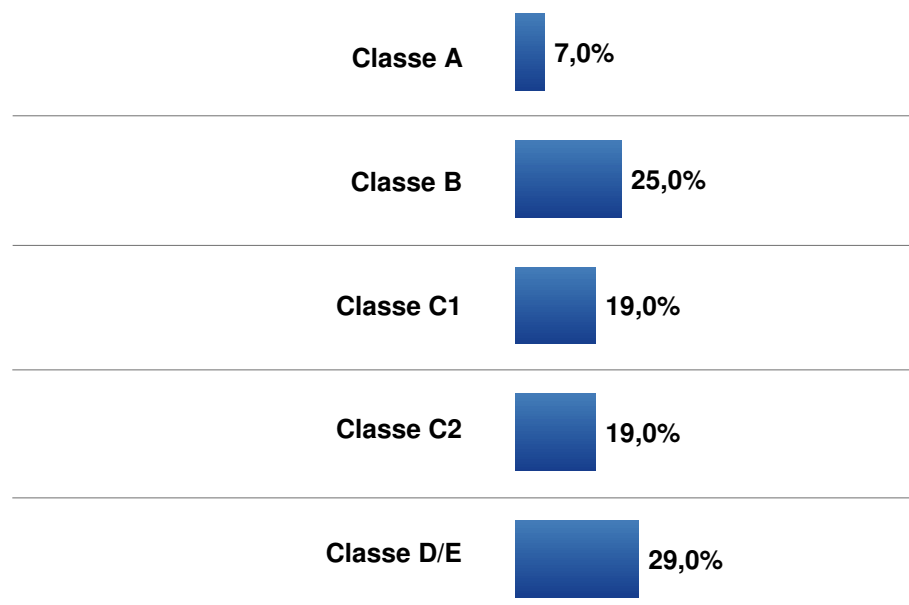 Classe A 7,0%
Classe B 25,0%
Classe C1 19,0%
Classe C2 19,0%
Classe D/E 29,0%